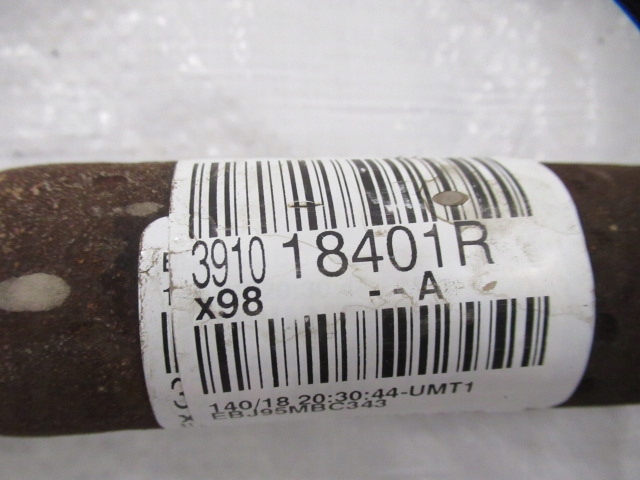 3910 18401R
x98 - - A
140/18 20:30:44-UMT1
EBJ95MBC343